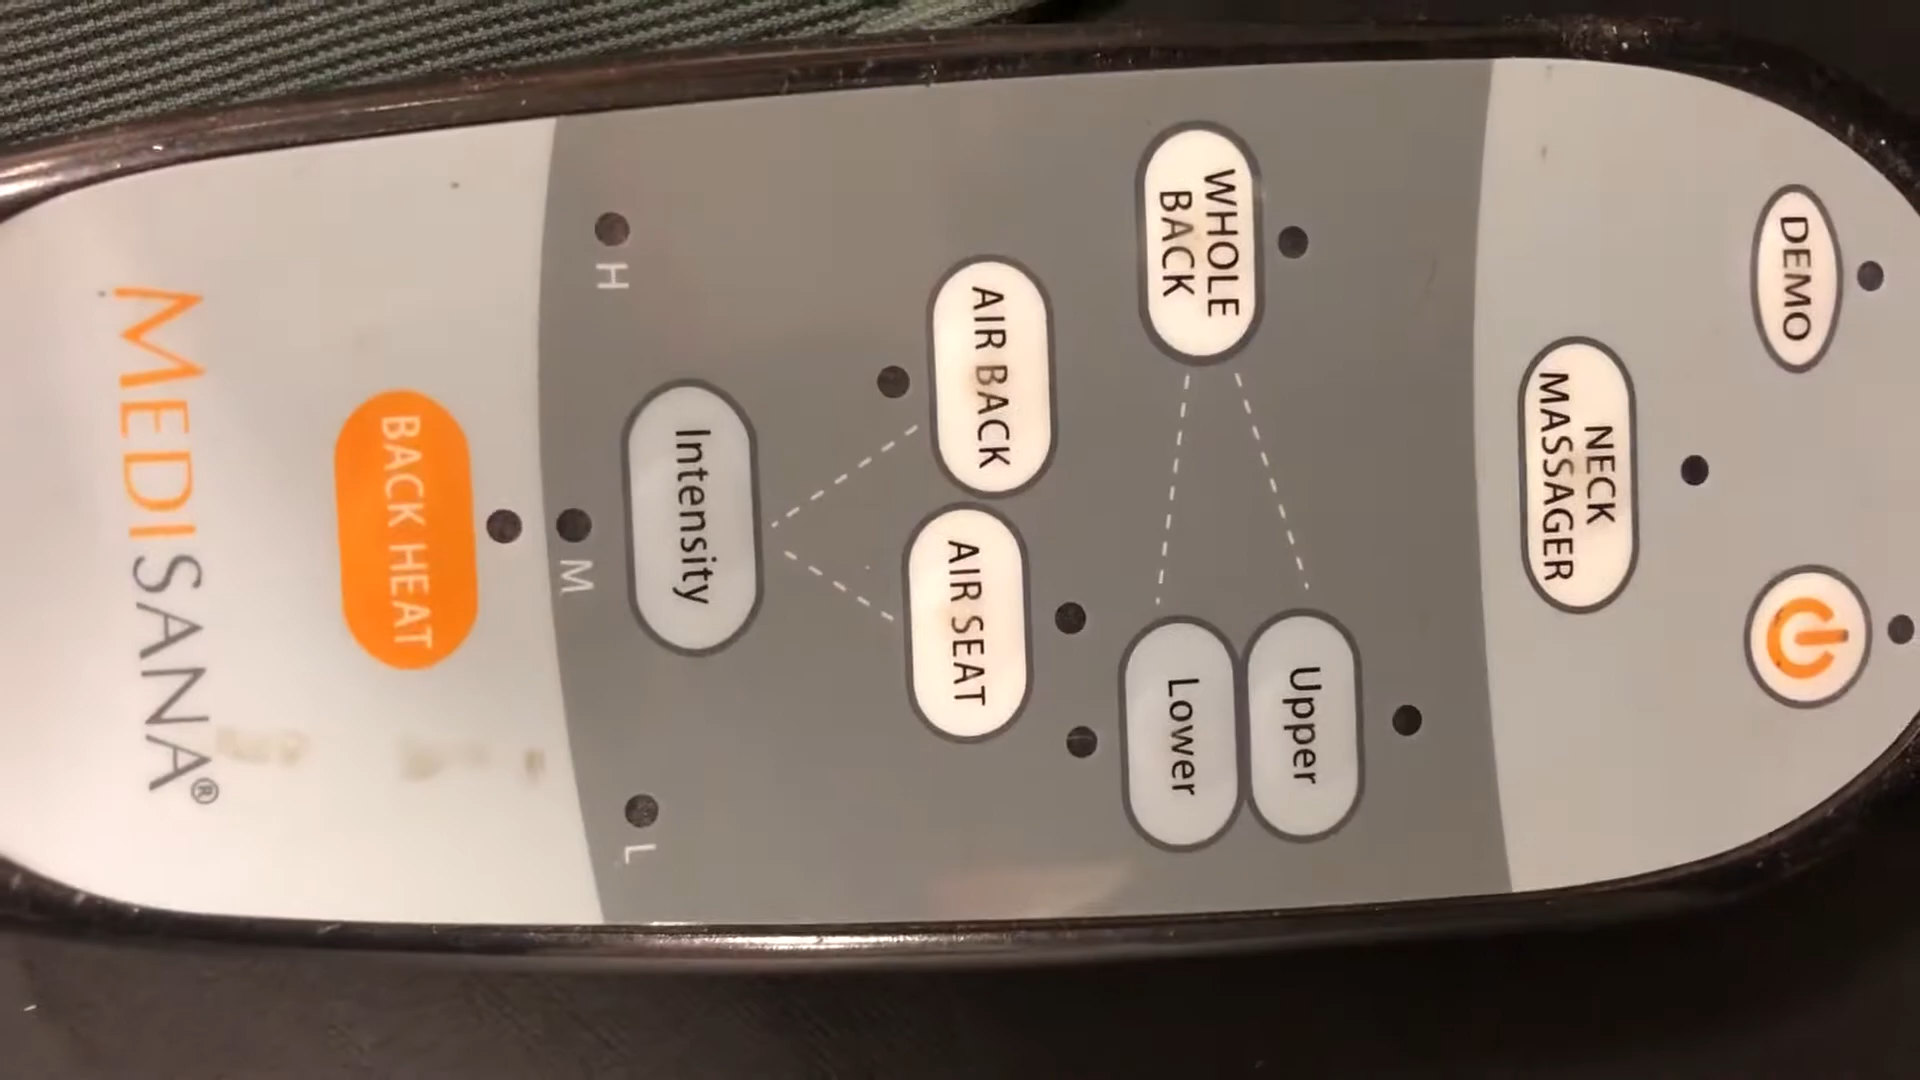 DEMO
NECK
MASSAGER
WHOLE
BACK
Upper
Lower
AIR BACK
AIR SEAT
Intensity
H
M
L
BACK HEAT
MEDISANA®